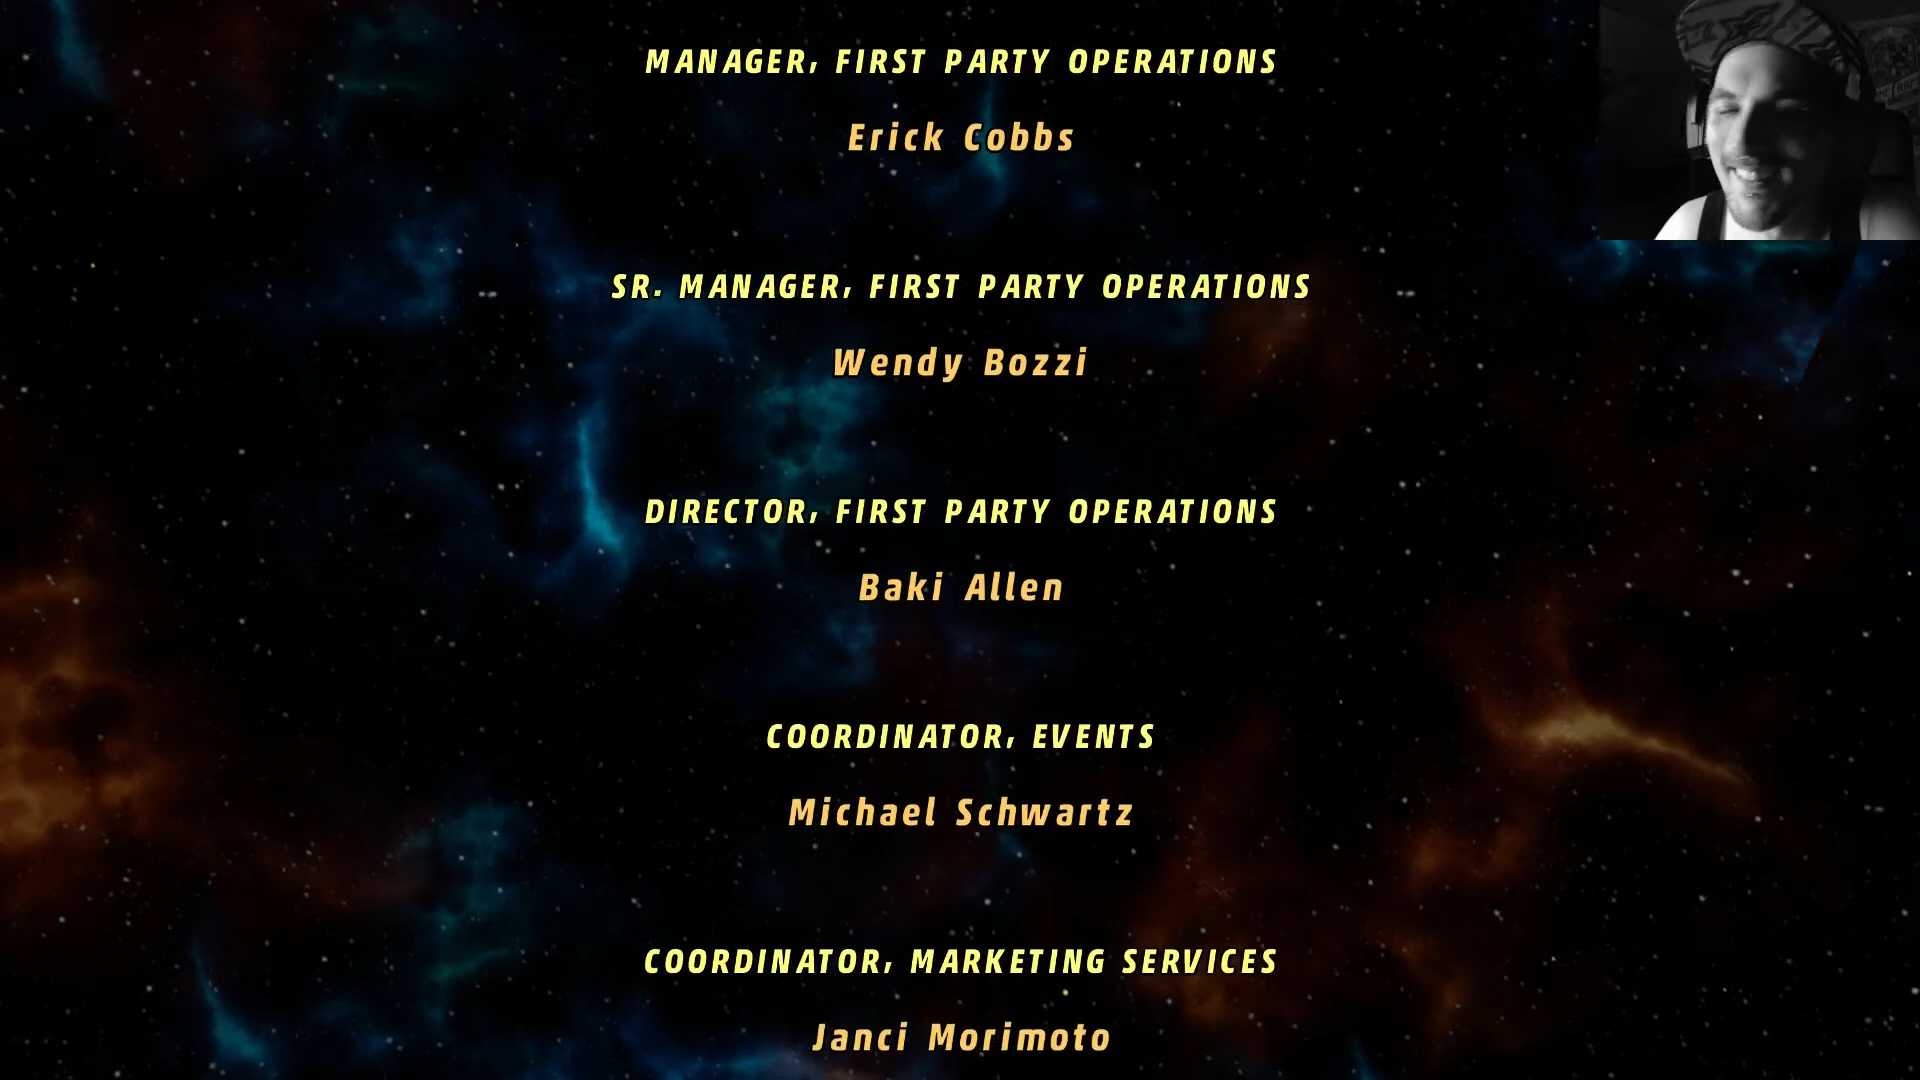 MANAGER, FIRST PARTY OPERATIONS
Erick Cobbs
SR. MANAGER, FIRST PARTY OPERATIONS
Wendy Bozzi
DIRECTOR, FIRST PARTY OPERATIONS
Baki Allen
COORDINATOR, EVENTS
Michael Schwartz
COORDINATOR, MARKETING SERVICES
Janci Morimoto